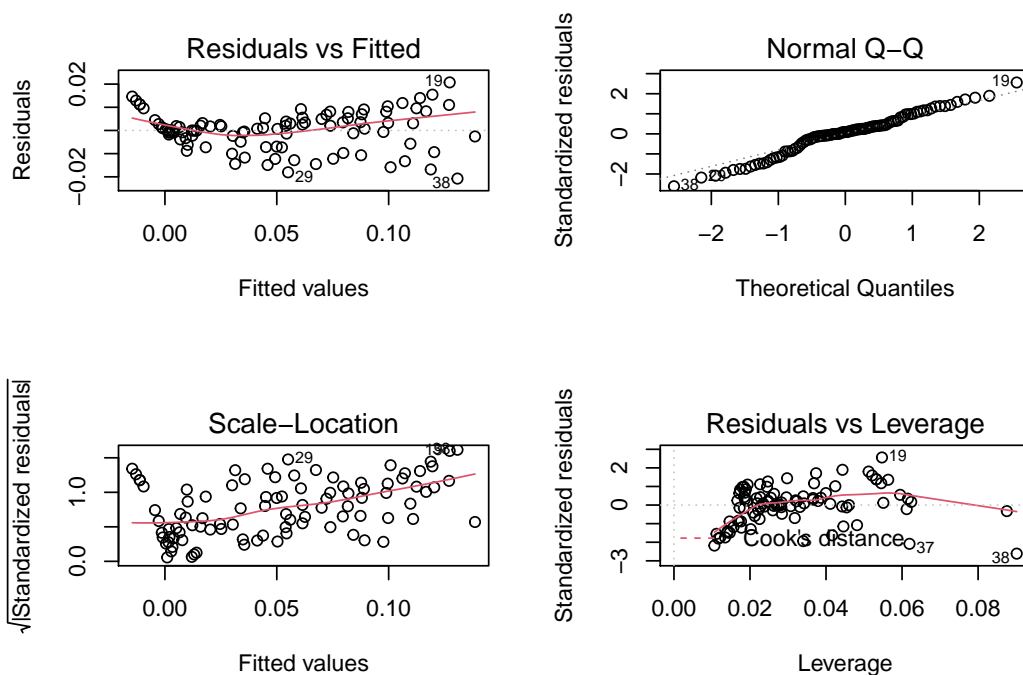 Residuals vs Fitted
Residuals
−0.02
0.02
0.00
0.05
0.10
Fitted values
19
29
38
Normal Q−Q
Standardized residuals
−2
0
2
−2
−1
0
1
2
Theoretical Quantiles
19
38
Scale−Location
√|Standardized residuals|
0.0
1.0
0.00
0.05
0.10
Fitted values
29
Residuals vs Leverage
Standardized residuals
−3
0
2
0.00
0.02
0.04
0.06
0.08
Leverage
Cook's distance
19
37
38